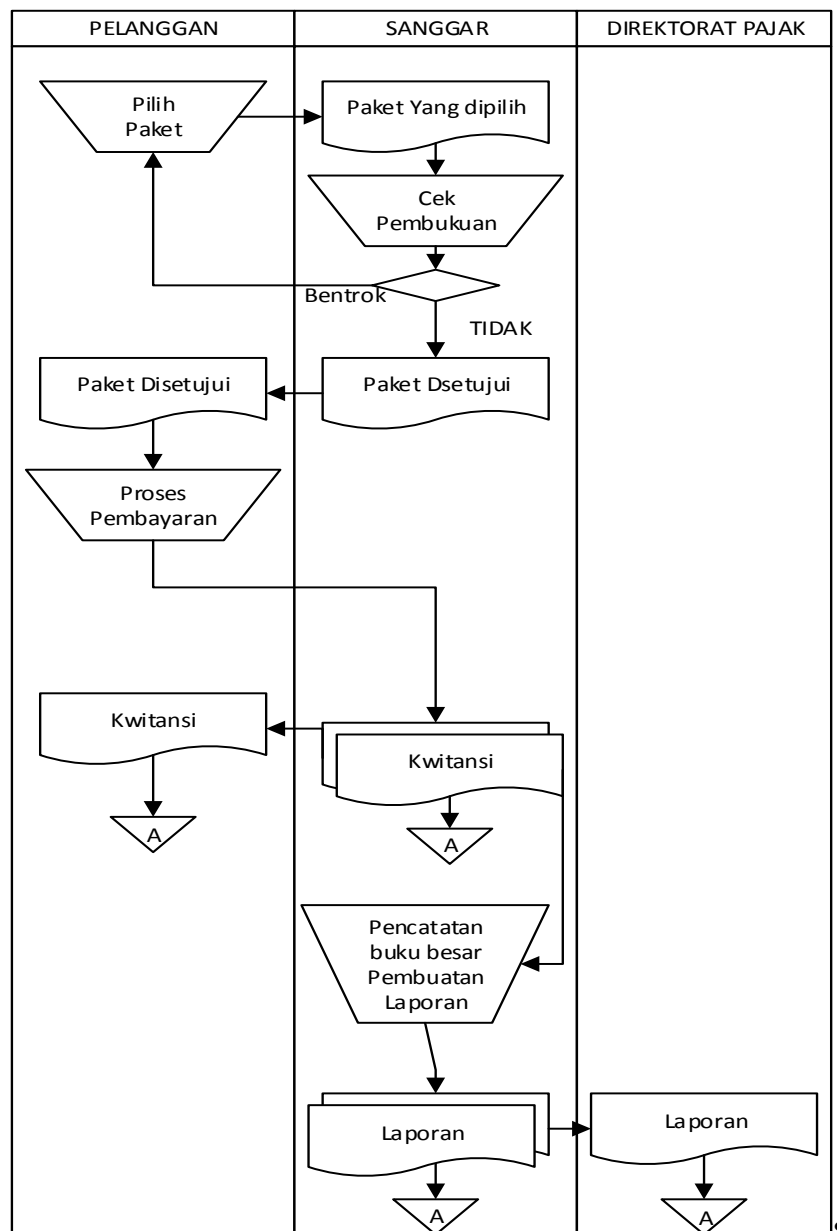 PELANGGAN
SANGGAR
DIREKTORAT PAJAK
Pilih
Paket
Paket Yang dipilih
Cek
Pembukuan
Bentrok
TIDAK
Paket Disetujui
Paket Dsetujui
Proses
Pembayaran
Kwitansi
Kwitansi
A
A
Pencatatan
buku besar
Pembuatan
Laporan
Laporan
Laporan
A
A